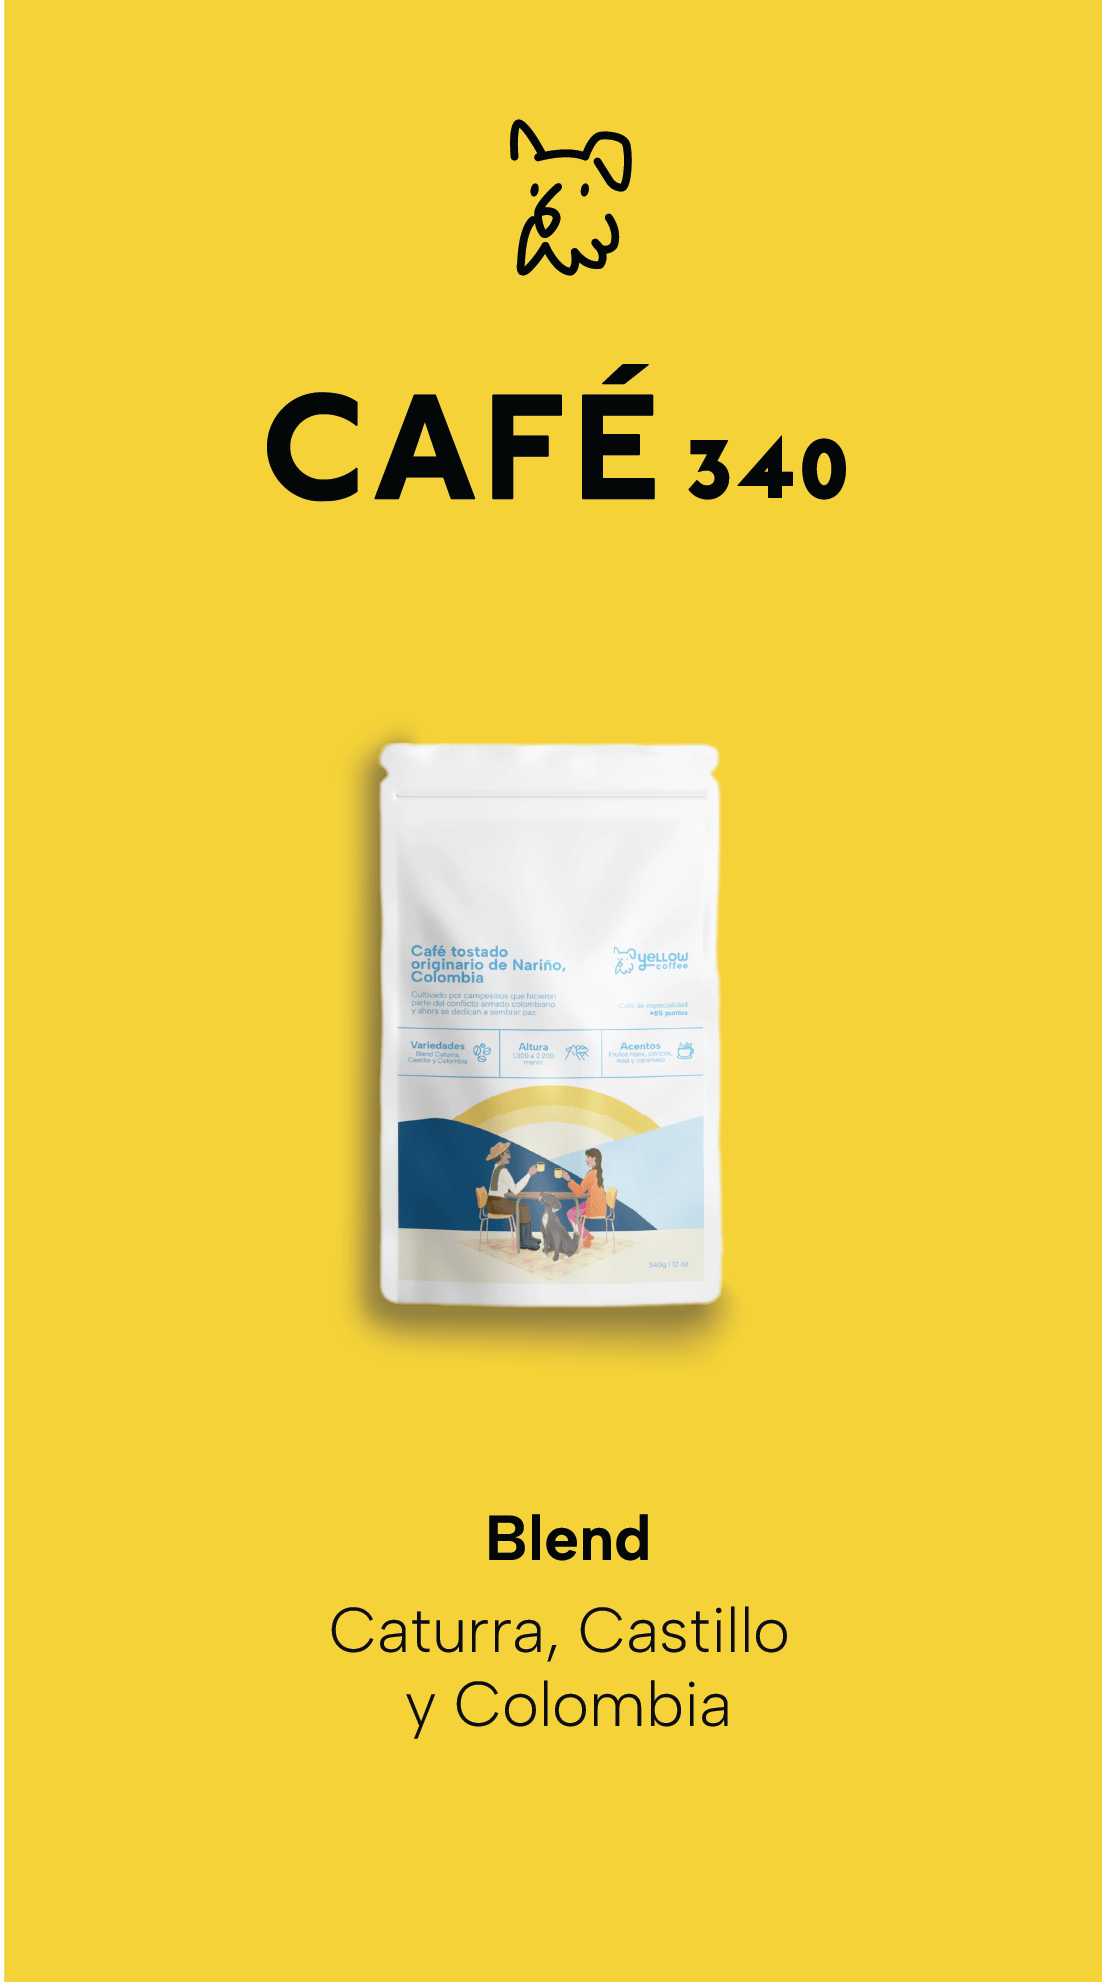 CAFÉ 340
Café tostado
originario de Nariño,
Colombia
yellow
coffee
Cultivado por campesinos que hicieron
parte del conflicto armado colombiano
y ahora se dedican a sembrar paz.
Café de especialidad
+85 puntos
Variedades
Blend Caturra,
Castillo y Colombia
Altura
1.300 a 2.200
msnm
Acentos
Frutos rojos, cítricos,
miel y caramelo
340g | 12 oz
Blend
Caturra, Castillo
y Colombia